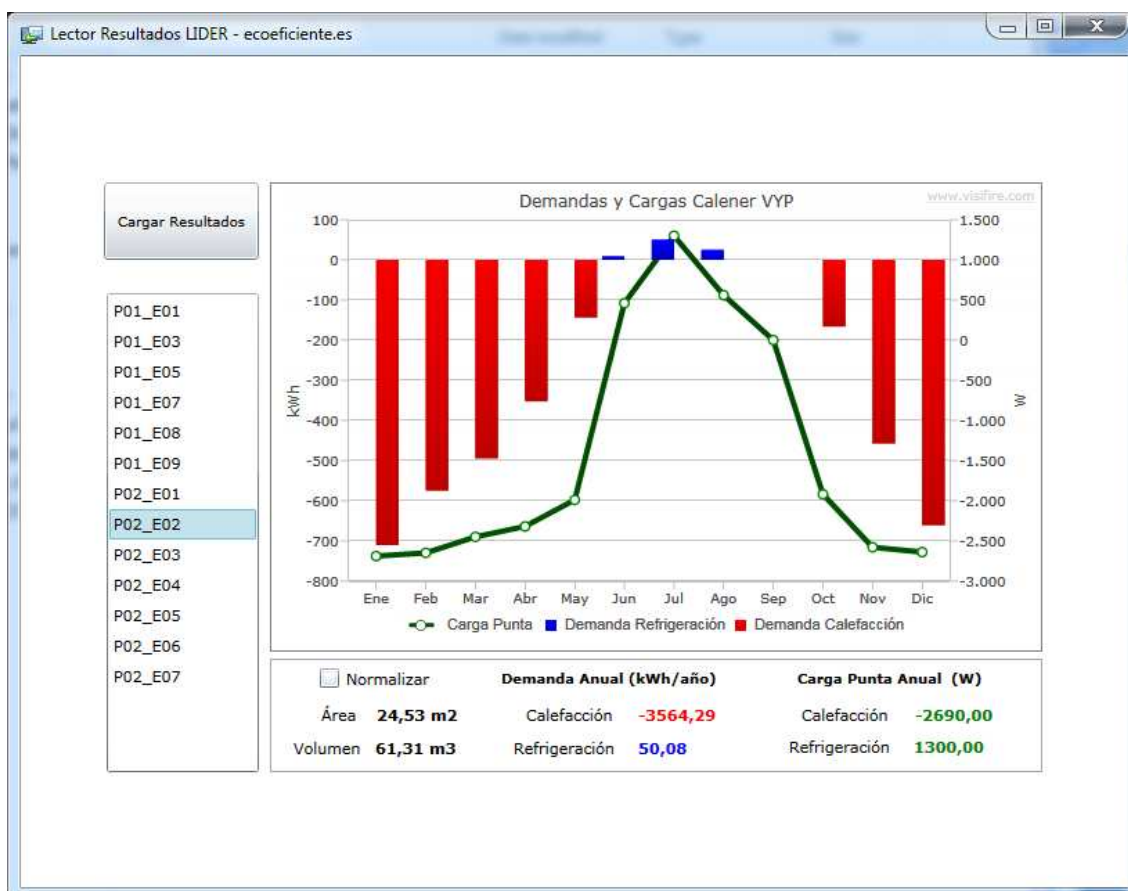 Lector Resultados LIDER - ecoeficiente.es
Date modified Type Size
Cargar Resultados
P01_E01
P01_E03
P01_E05
P01_E07
P01_E08
P01_E09
P02_E01
P02_E02
P02_E03
P02_E04
P02_E05
P02_E06
P02_E07
Demandas y Cargas Calener VYP
www.visifire.com
100
0
-100
-200
-300
-400
-500
-600
-700
-800
kWh
1.500
1.000
500
0
-500
-1.000
-1.500
-2.000
-2.500
-3.000
W
Ene Feb Mar Abr May Jun Jul Ago Sep Oct Nov Dic
Carga Punta Demanda Refrigeración Demanda Calefacción
Normalizar Demanda Anual (kWh/año) Carga Punta Anual (W)
Área 24,53 m2 Calefacción -3564,29 Calefacción -2690,00
Volumen 61,31 m3 Refrigeración 50,08 Refrigeración 1300,00